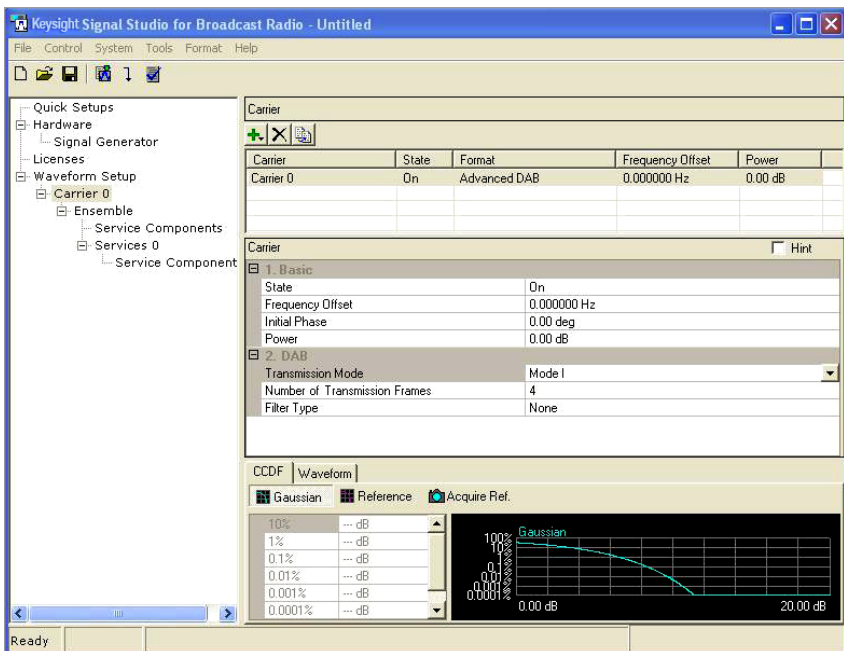 Keysight Signal Studio for Broadcast Radio - Untitled
File Control System Tools Format Help
Quick Setups
Hardware
Signal Generator
Licenses
Waveform Setup
Carrier 0
Ensemble
Service Components
Services 0
Service Component
Carrier
Carrier State Format Frequency Offset Power
Carrier 0 On Advanced DAB 0.000000 Hz 0.00 dB
Carrier Hint
1. Basic
State On
Frequency Offset 0.000000 Hz
Initial Phase 0.00 deg
Power 0.00 dB
2. DAB
Transmission Mode Mode I
Number of Transmission Frames 4
Filter Type None
CCDF Waveform
Gaussian Reference Acquire Ref.
10% --- dB
1% --- dB
0.1% --- dB
0.01% --- dB
0.001% --- dB
0.0001% --- dB
Gaussian
100%
10%
0.0001%
0.00 dB 20.00 dB
Ready